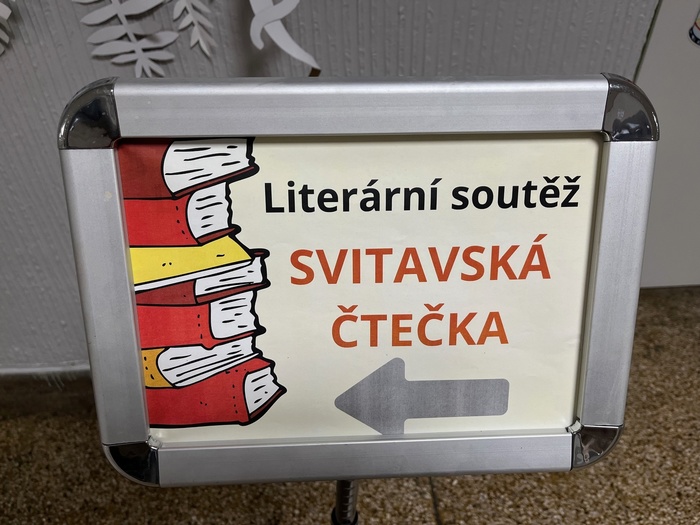 Literární soutěž
SVITAVSKÁ
ČTEČKA